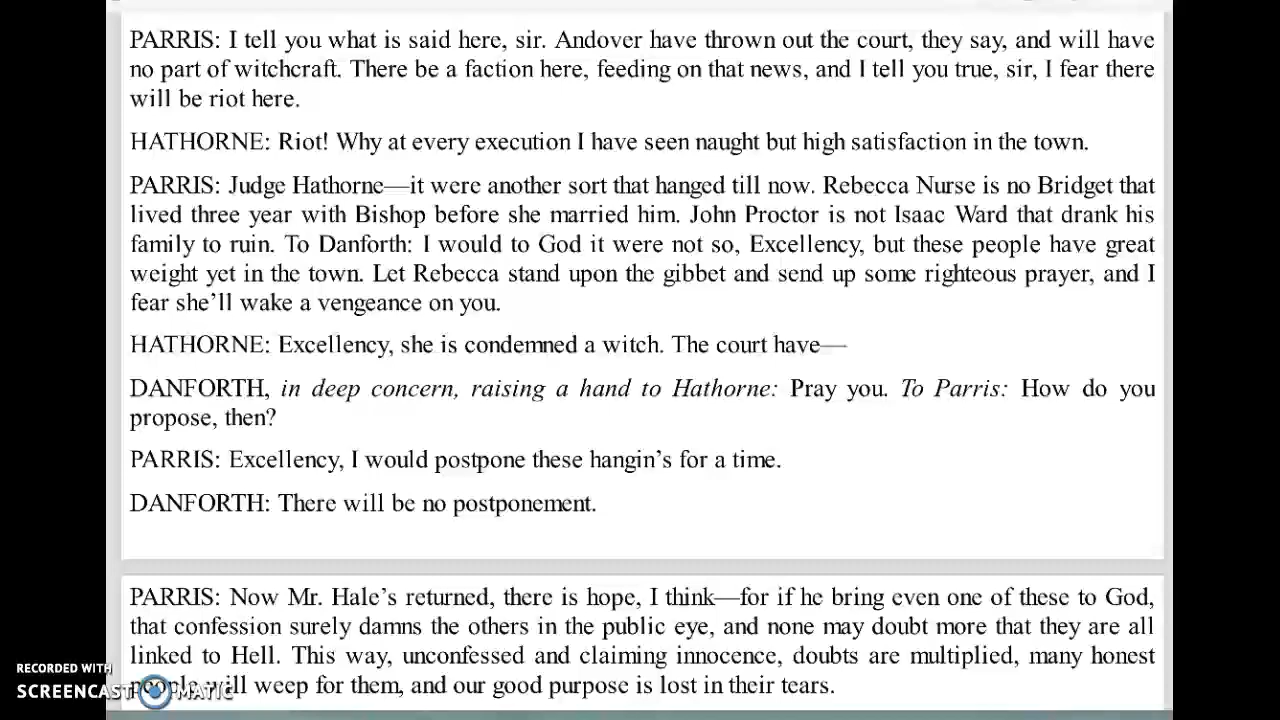 PARRIS: I tell you what is said here, sir. Andover have thrown out the court, they say, and will have
no part of witchcraft. There be a faction here, feeding on that news, and I tell you true, sir, I fear there
will be riot here.
HATHORNE: Riot! Why at every execution I have seen naught but high satisfaction in the town.
PARRIS: Judge Hathorne—it were another sort that hanged till now. Rebecca Nurse is no Bridget that
lived three year with Bishop before she married him. John Proctor is not Isaac Ward that drank his
family to ruin. To Danforth: I would to God it were not so, Excellency, but these people have great
weight yet in the town. Let Rebecca stand upon the gibbet and send up some righteous prayer, and I
fear she’ll wake a vengeance on you.
HATHORNE: Excellency, she is condemned a witch. The court have—
DANFORTH, in deep concern, raising a hand to Hathorne: Pray you. To Parris: How do you
propose, then?
PARRIS: Excellency, I would postpone these hangin’s for a time.
DANFORTH: There will be no postponement.
PARRIS: Now Mr. Hale’s returned, there is hope, I think—for if he bring even one of these to God,
that confession surely damns the others in the public eye, and none may doubt more that they are all
linked to Hell. This way, unconfessed and claiming innocence, doubts are multiplied, many honest
people will weep for them, and our good purpose is lost in their tears.
RECORDED WITH
SCREENCAST-O-MATIC